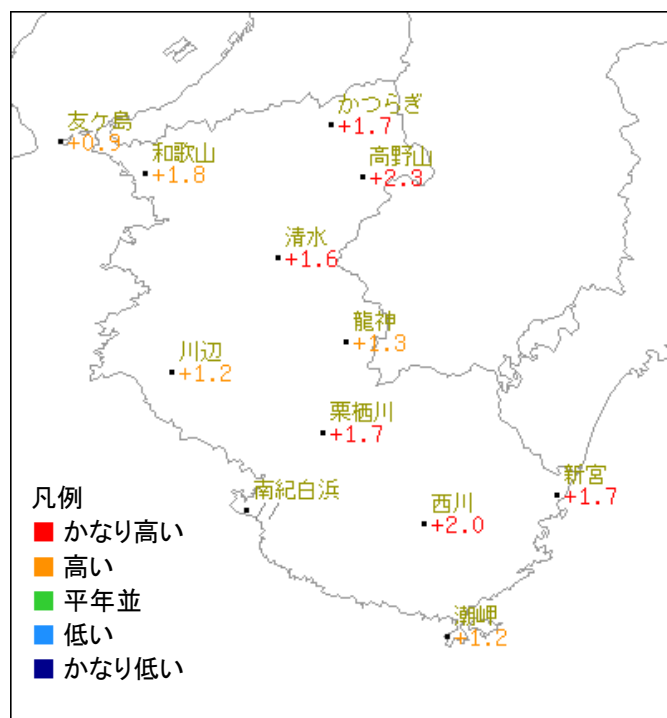 かつらぎ
+1.7
友ケ島
+0.9
和歌山
+1.8
高野山
+2.3
清水
+1.6
龍神
+1.3
川辺
+1.2
栗栖川
+1.7
新宮
+1.7
南紀白浜
西川
+2.0
潮岬
+1.2
凡例
かなり高い
高い
平年並
低い
かなり低い